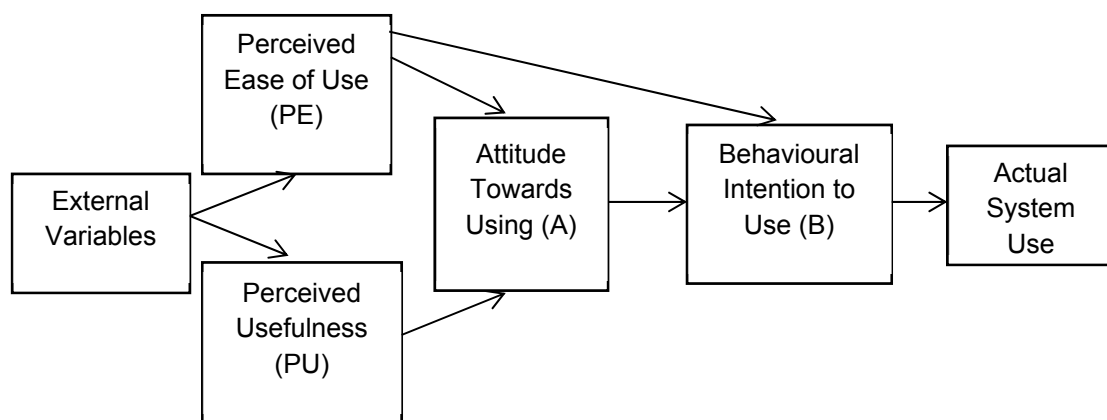 Perceived
Ease of Use
(PE)
External
Variables
Perceived
Usefulness
(PU)
Attitude
Towards
Using (A)
Behavioural
Intention to
Use (B)
Actual
System
Use